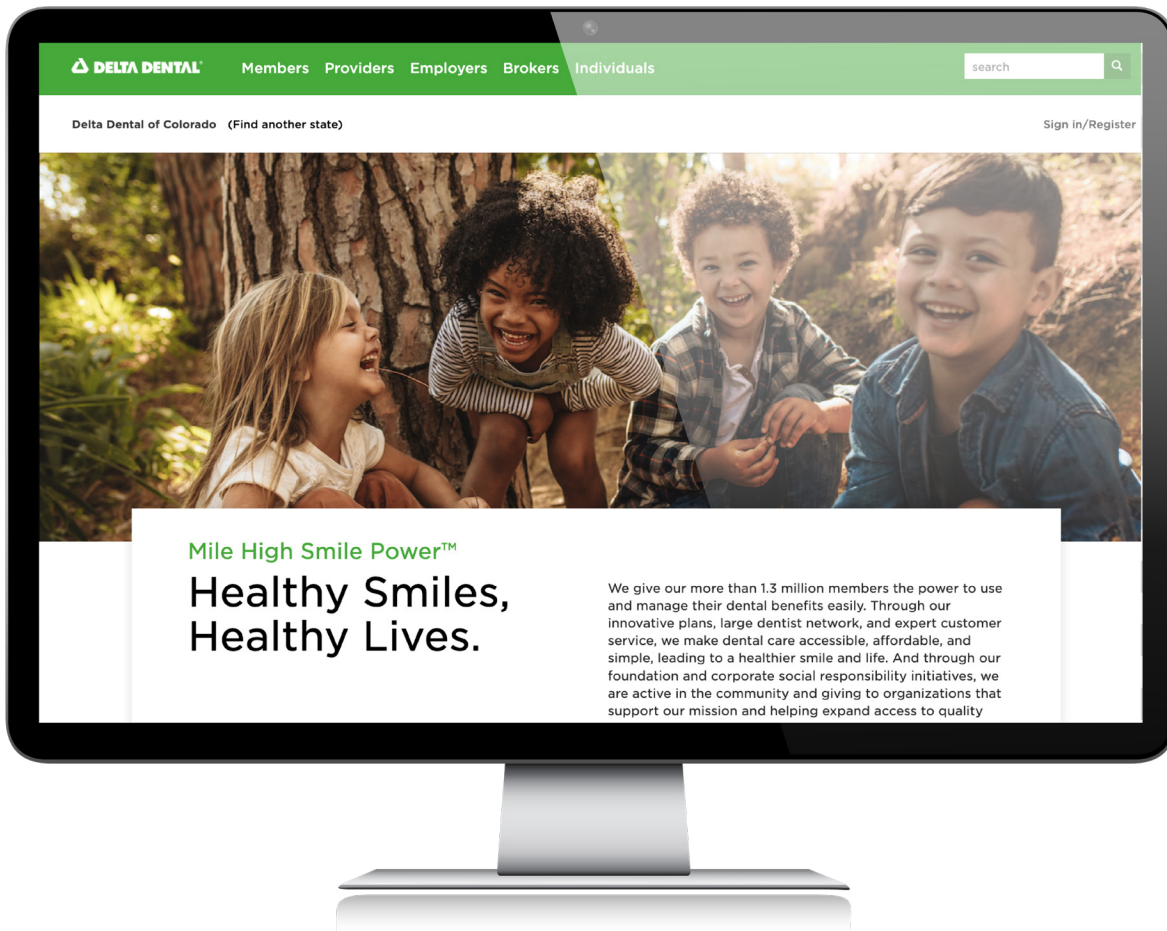 DELTA DENTAL®
Members Providers Employers Brokers Individuals
search
Delta Dental of Colorado (Find another state)
Sign in/Register
Mile High Smile Power™
Healthy Smiles,
Healthy Lives.
We give our more than 1.3 million members the power to use
and manage their dental benefits easily. Through our
innovative plans, large dentist network, and expert customer
service, we make dental care accessible, affordable, and
simple, leading to a healthier smile and life. And through our
foundation and corporate social responsibility initiatives, we
are active in the community and giving to organizations that
support our mission and helping expand access to quality